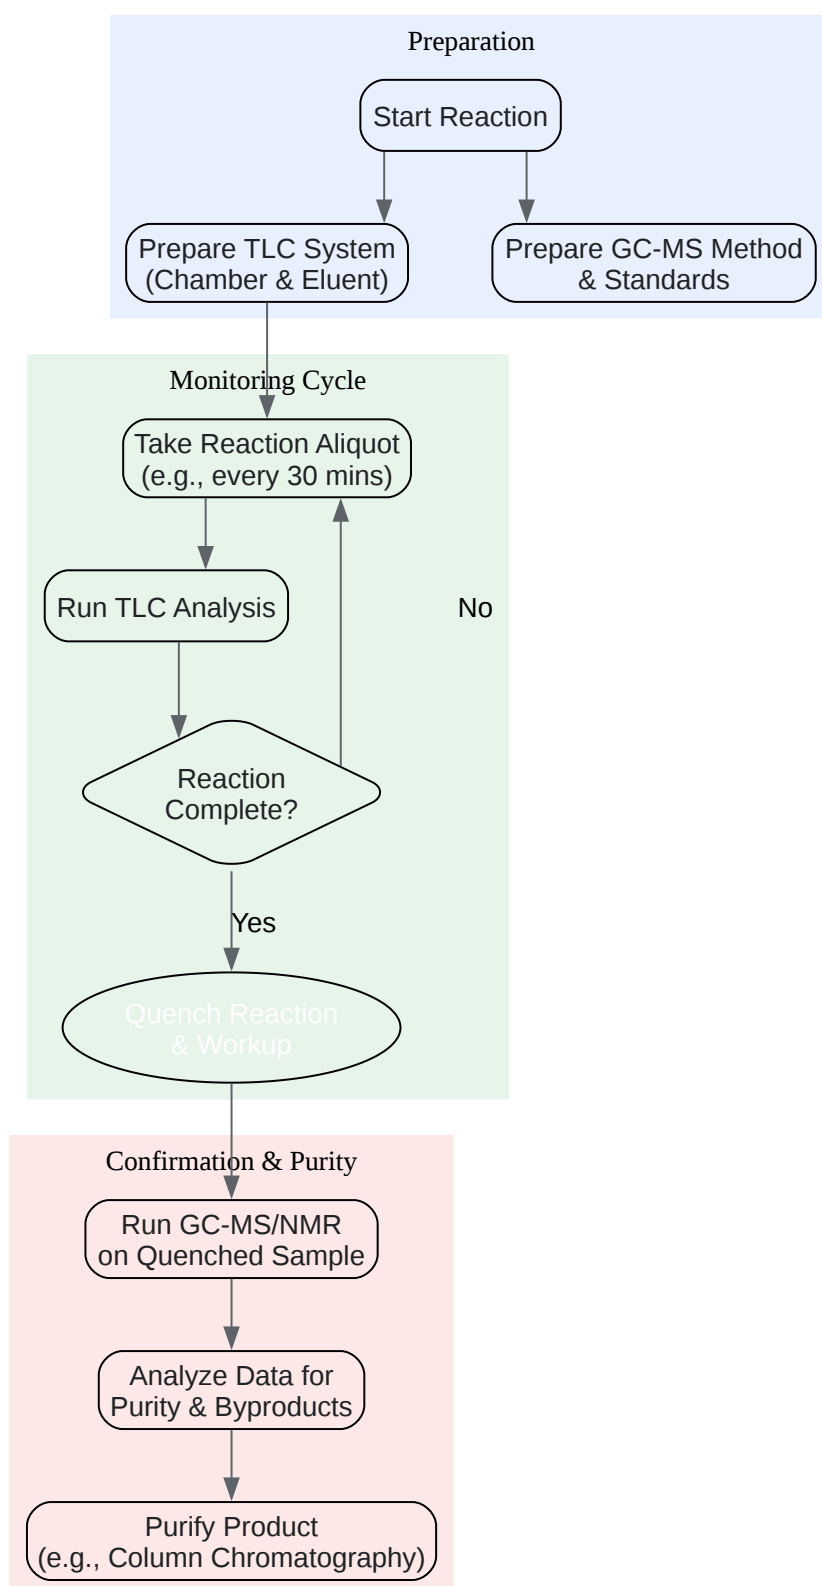 Preparation
Start Reaction
Prepare TLC System
(Chamber & Eluent)
Prepare GC-MS Method
& Standards
Monitoring Cycle
Take Reaction Aliquot
(e.g., every 30 mins)
Run TLC Analysis
No
Reaction
Complete?
Yes
Quench Reaction
& Workup
Confirmation & Purity
Run GC-MS/NMR
on Quenched Sample
Analyze Data for
Purity & Byproducts
Purify Product
(e.g., Column Chromatography)